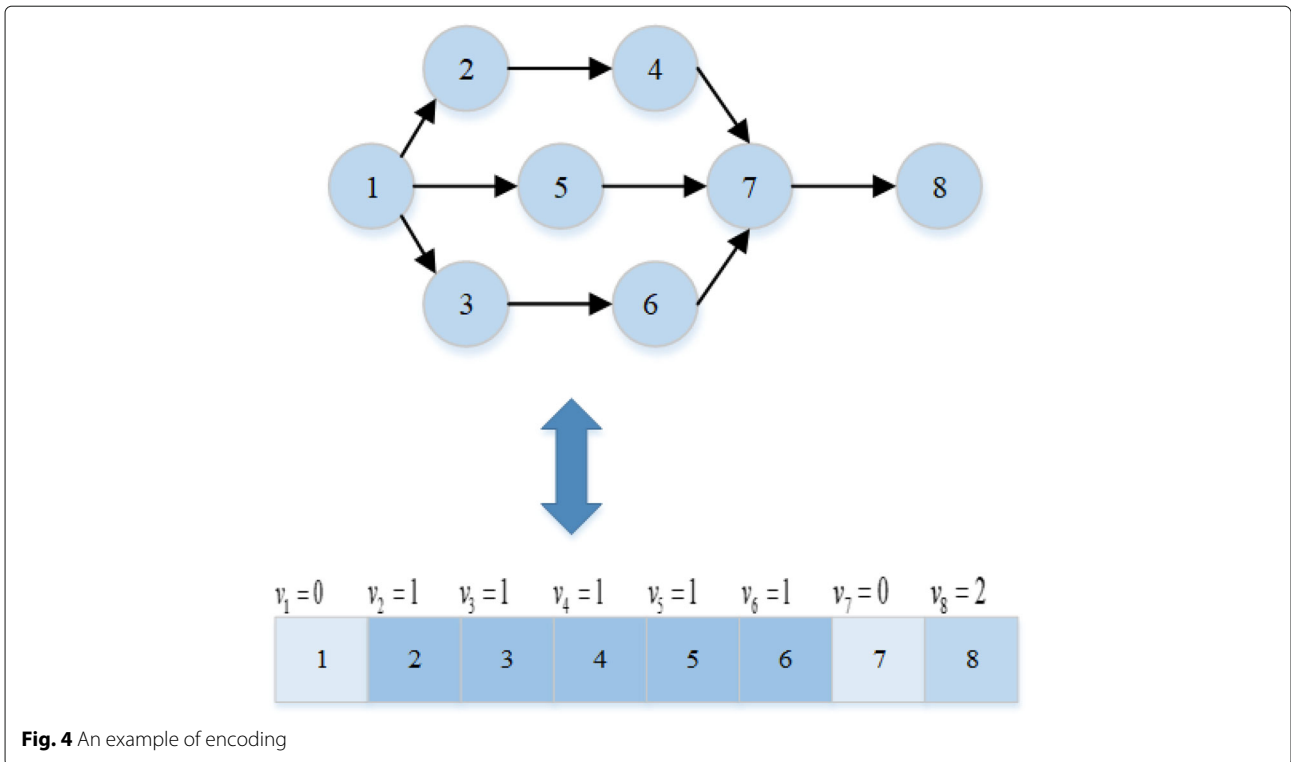 2 4
1 5 7 8
3 6
v₁ = 0 v₂ = 1 v₃ = 1 v₄ = 1 v₅ = 1 v₆ = 1 v₇ = 0 v₈ = 2
1 2 3 4 5 6 7 8
Fig. 4 An example of encoding